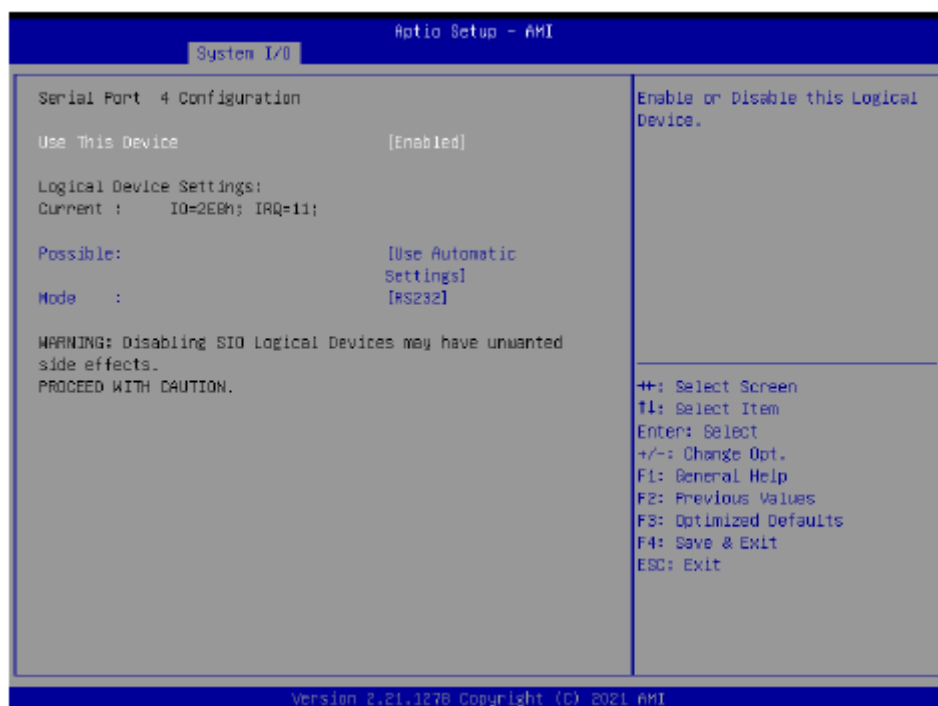 Aptio Setup - AMI
System I/O
Serial Port 4 Configuration
Use This Device [Enabled]
Logical Device Settings:
Current : IO=2E8h; IRQ=11;
Possible: [Use Automatic
Settings]
Mode : [RS232]
WARNING: Disabling SIO Logical Devices may have unwanted
side effects.
PROCEED WITH CAUTION.
Enable or Disable this Logical
Device.
→←: Select Screen
↑↓: Select Item
Enter: Select
+/-: Change Opt.
F1: General Help
F2: Previous Values
F3: Optimized Defaults
F4: Save & Exit
ESC: Exit
Version 2.21.1278 Copyright (C) 2021 AMI